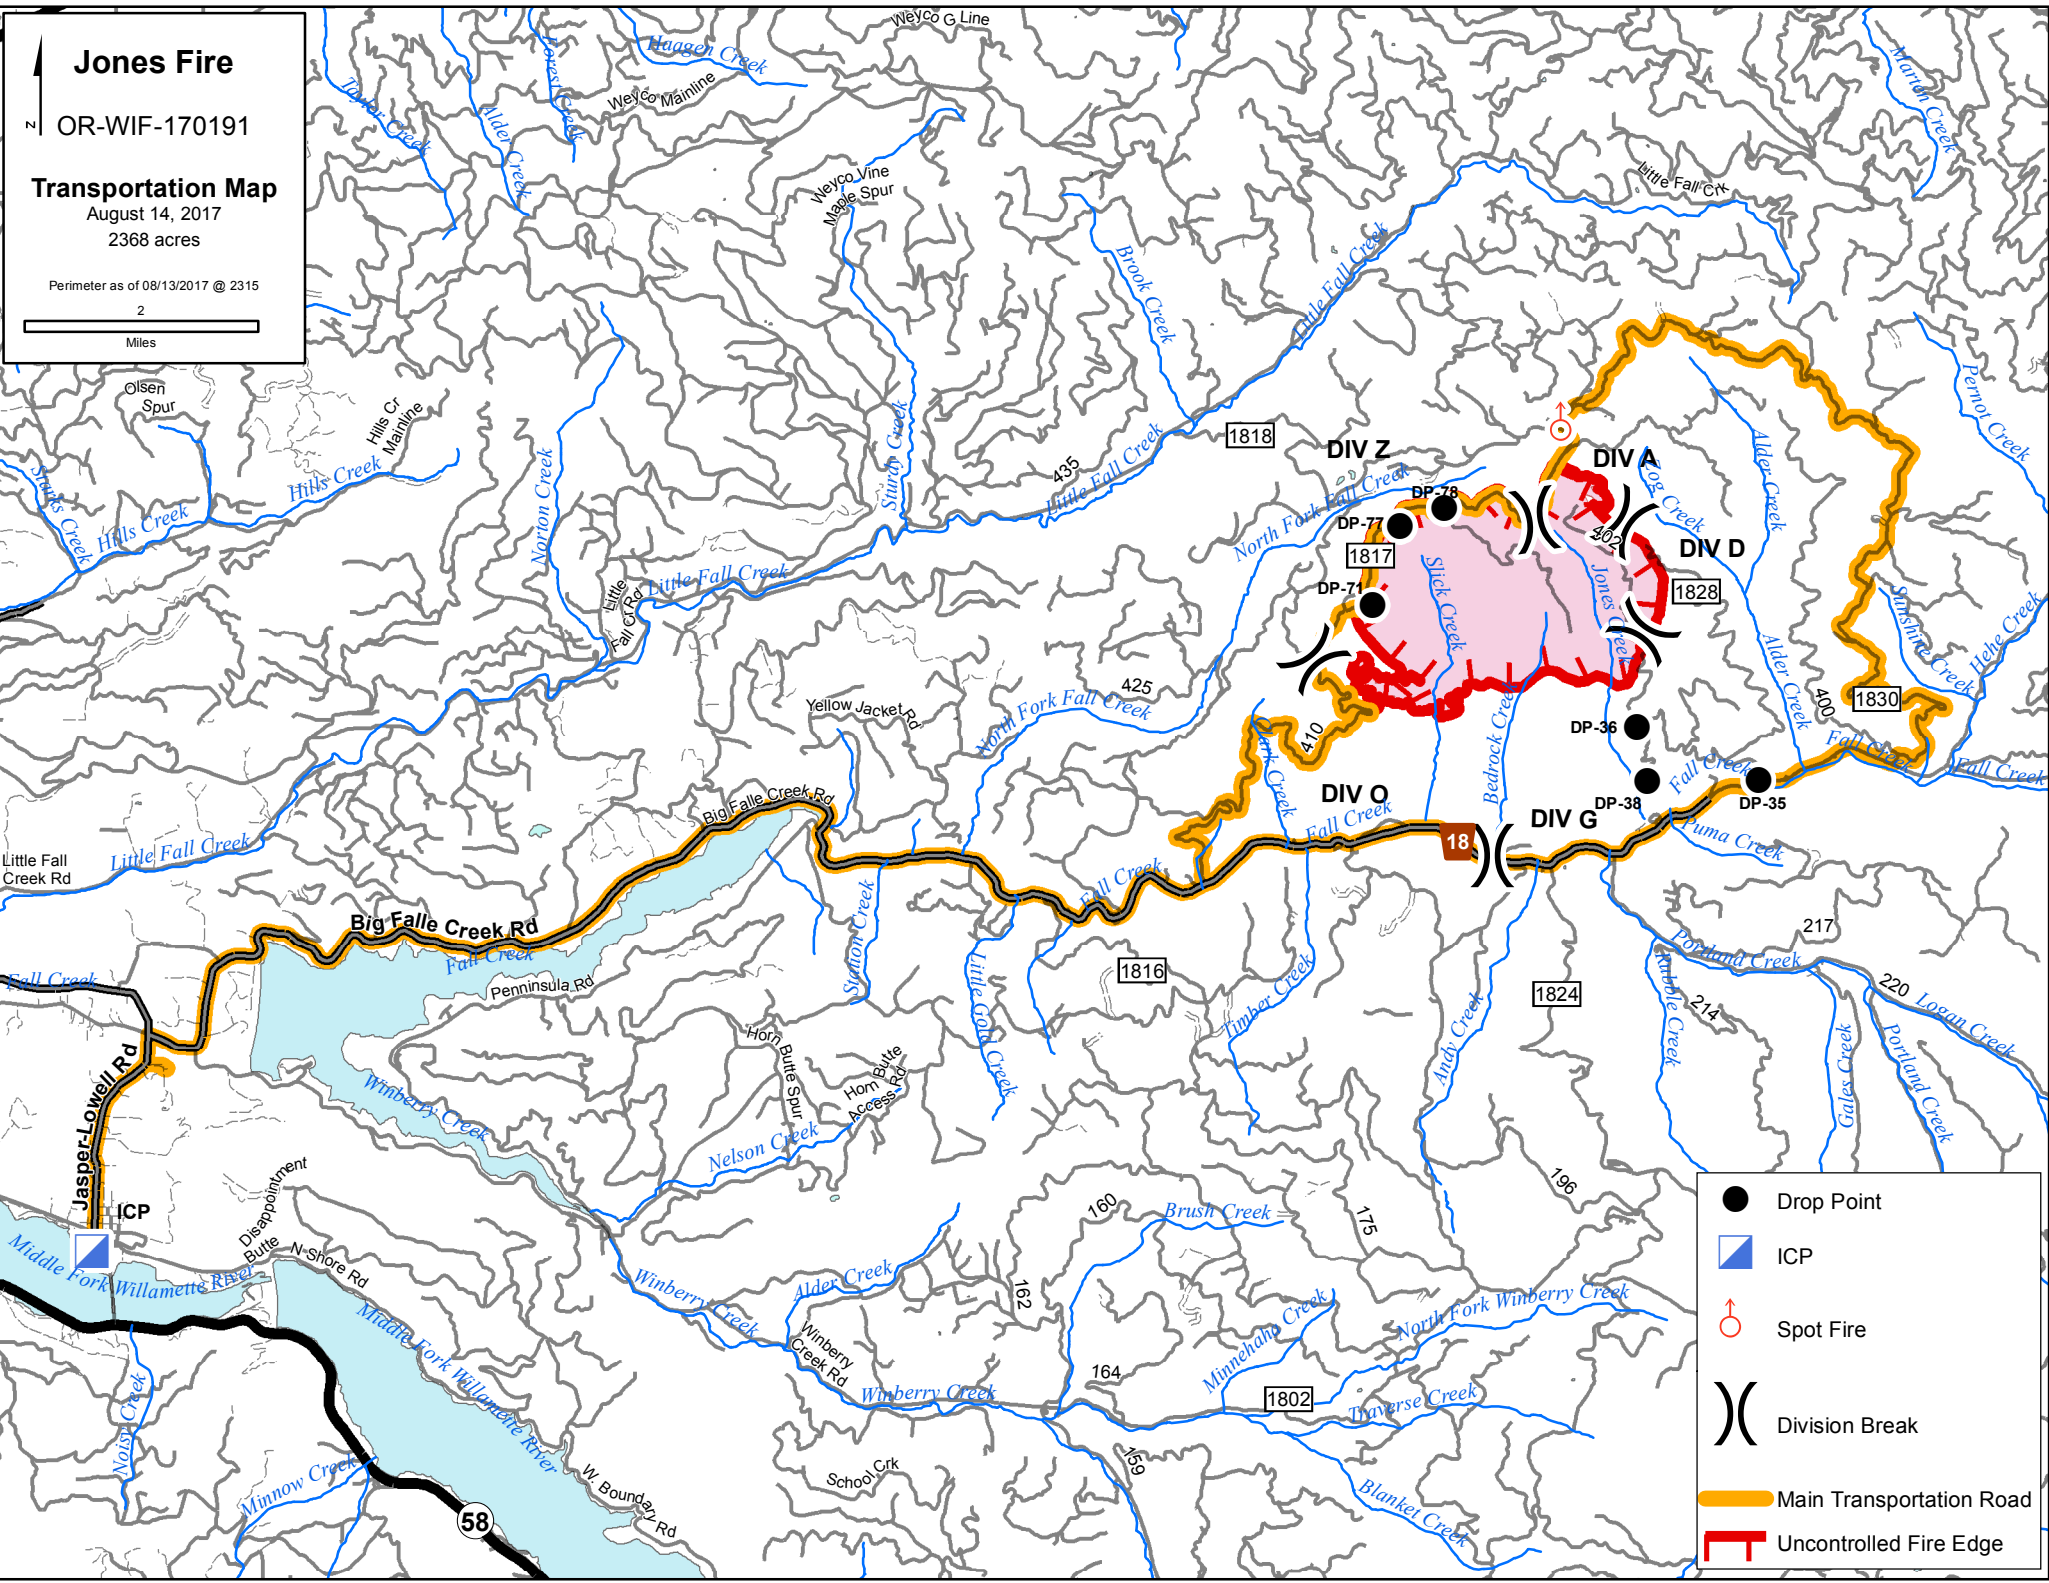 Jones Fire
OR-WIF-170191
Transportation Map
August 14, 2017
2368 acres
Perimeter as of 08/13/2017 @ 2315
2
Miles
N
Weyco G Line
Haagen Creek
Forest Creek
Weyco Mainline
Taylor Creek
Alder Creek
Marton Creek
Weyco Vine
Maple Spur
Little Fall Crk
Brook Creek
Little Fall Creek
Olsen
Spur
Hills Cr
Mainline
Pernot Creek
Starks Creek
Hills Creek
Hills Creek
Norton Creek
Sturdy Creek
435
Little Fall Creek
1818
DIV Z
DIV A
Zog Creek
Alder Creek
North Fork Fall Creek
DP-78
DP-77
1817
402
DIV D
Slick Creek
Jones Creek
1828
DP-71
Little
Fall Cr Rd
Little Fall Creek
Sunshine Creek
Hehe Creek
Alder Creek
425
North Fork Fall Creek
Yellow Jacket Rd
Clark Creek
410
Bedrock Creek
DP-36
400
1830
Fall Creek
Fall Creek
Fall Creek
DIV O
DP-38
DP-35
DIV G
Big Falle Creek Rd
Fall Creek
18
Puma Creek
Little Fall
Creek Rd
Little Fall Creek
Fall Creek
Station Creek
Big Falle Creek Rd
Fall Creek
217
Portland Creek
Fall Creek
Penninsula Rd
Little Gold Creek
1816
Timber Creek
1824
Rubble Creek
214
220
Logan Creek
Andy Creek
Gales Creek
Portland Creek
Horn Butte Spur
Horn Butte
Access Rd
Jasper-Lowell Rd
Winberry Creek
Nelson Creek
Disappointment
Butte
ICP
N Shore Rd
Middle Fork Willamette River
160
Brush Creek
175
196
Winberry Creek
Alder Creek
162
Minnehaha Creek
North Fork Winberry Creek
Middle Fork Willamette River
Winberry
Creek Rd
Winberry Creek
164
1802
Traverse Creek
Noisy Creek
Minnow Creek
58
W. Boundary
Rd
School Crk
159
Blanket Creek
Drop Point
ICP
Spot Fire
Division Break
Main Transportation Road
Uncontrolled Fire Edge